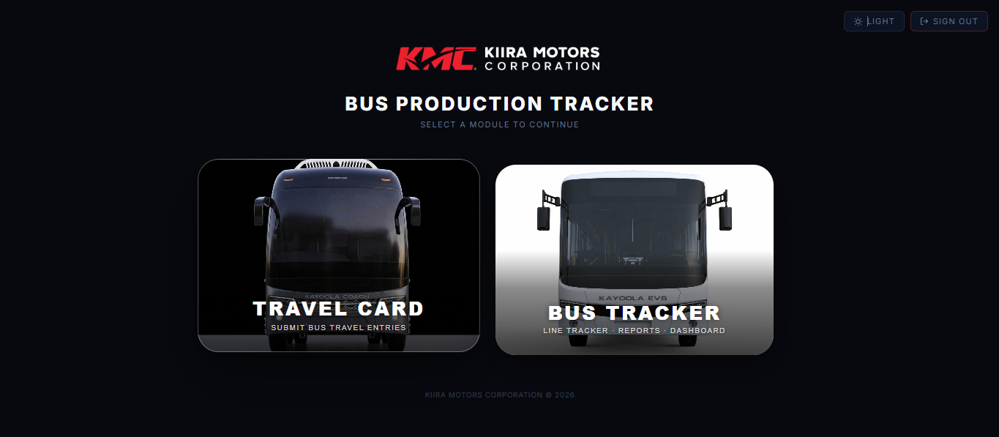 LIGHT
SIGN OUT
KMC KIIRA MOTORS
CORPORATION
BUS PRODUCTION TRACKER
SELECT A MODULE TO CONTINUE
KAYOOLA COACH
TRAVEL CARD
SUBMIT BUS TRAVEL ENTRIES
KAYOOLA EVS
BUS TRACKER
LINE TRACKER · REPORTS · DASHBOARD
KIIRA MOTORS CORPORATION © 2026